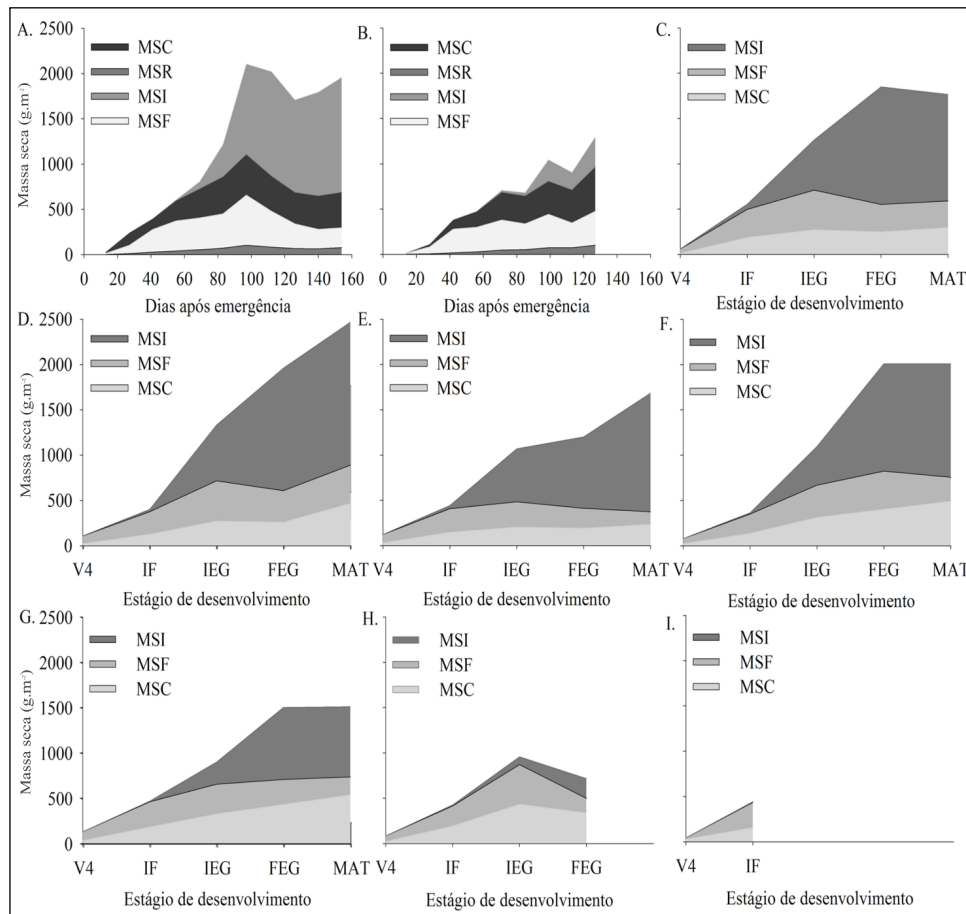 A.
MSC
MSR
MSI
MSF
Massa seca (g.m⁻²)
2500
2000
1500
1000
500
0
0 20 40 60 80 100 120 140 160
Dias após emergência
B.
MSC
MSR
MSI
MSF
0 20 40 60 80 100 120 140 160
Dias após emergência
C.
MSI
MSF
MSC
V4 IF IEG FEG MAT
Estágio de desenvolvimento
D.
MSI
MSF
MSC
Massa seca (g.m⁻²)
2500
2000
1500
1000
500
0
V4 IF IEG FEG MAT
Estágio de desenvolvimento
E.
MSI
MSF
MSC
V4 IF IEG FEG MAT
Estágio de desenvolvimento
F.
MSI
MSF
MSC
V4 IF IEG FEG MAT
Estágio de desenvolvimento
G.
MSI
MSF
MSC
Massa seca (g.m⁻²)
2500
2000
1500
1000
500
0
V4 IF IEG FEG MAT
Estágio de desenvolvimento
H.
MSI
MSF
MSC
V4 IF IEG FEG
Estágio de desenvolvimento
I.
MSI
MSF
MSC
V4 IF
Estágio de desenvolvimento